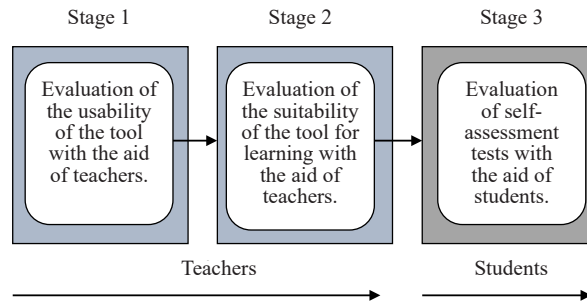 Stage 1
Stage 2
Stage 3
Evaluation of
the usability
of the tool
with the aid
of teachers.
Evaluation of
the suitability
of the tool for
learning with
the aid of
teachers.
Evaluation
of self-
assessment
tests with
the aid of
students.
Teachers
Students